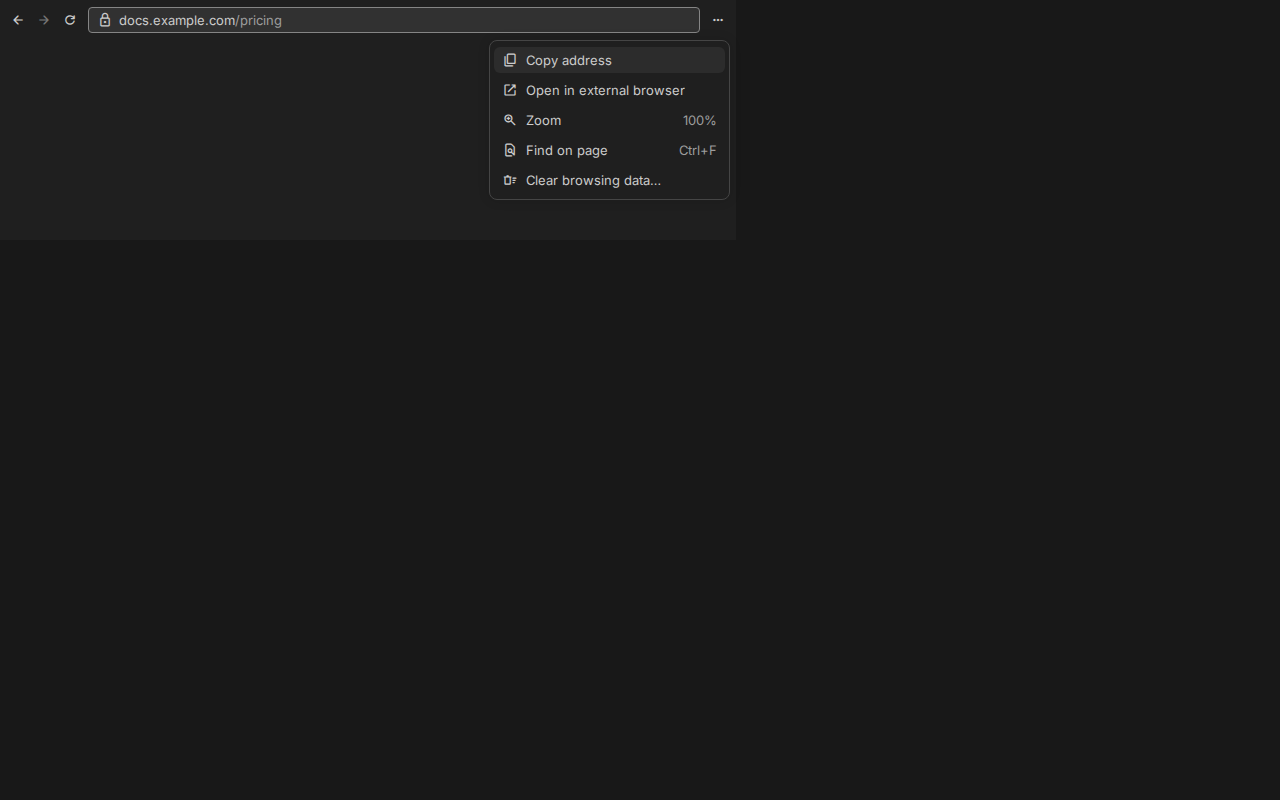 docs.example.com/pricing
Copy address
Open in external browser
Zoom 100%
Find on page Ctrl+F
Clear browsing data...